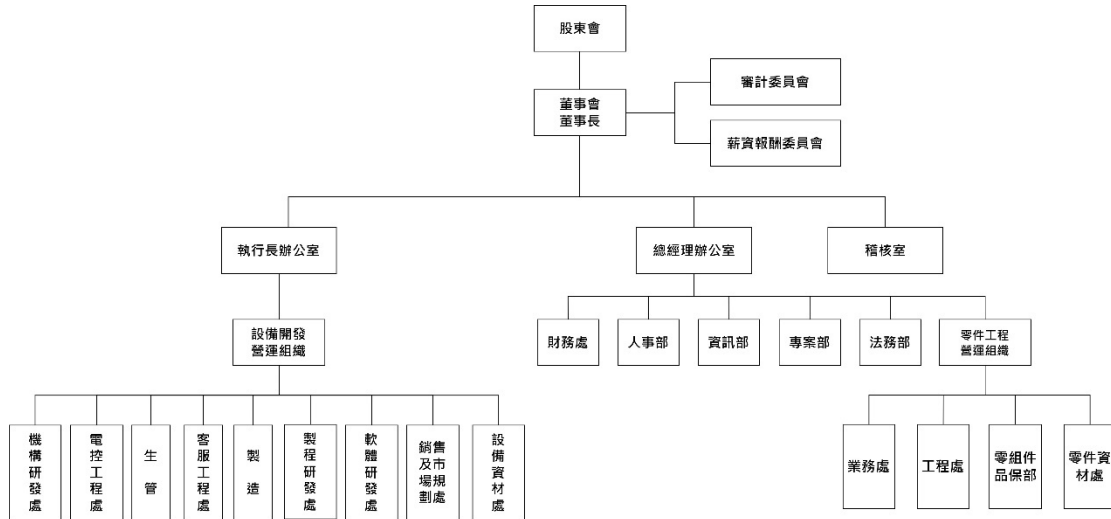 股東會
董事會
董事長
審計委員會
薪資報酬委員會
執行長辦公室
總經理辦公室
稽核室
設備開發
營運組織
財務處
人事部
資訊部
專案部
法務部
零件工程
營運組織
機構研發處
電控工程處
生管
客服工程處
製造
製程研發處
軟體研發處
銷售及市場規劃處
設備資材處
業務處
工程處
零組件
品保部
零件資
材處